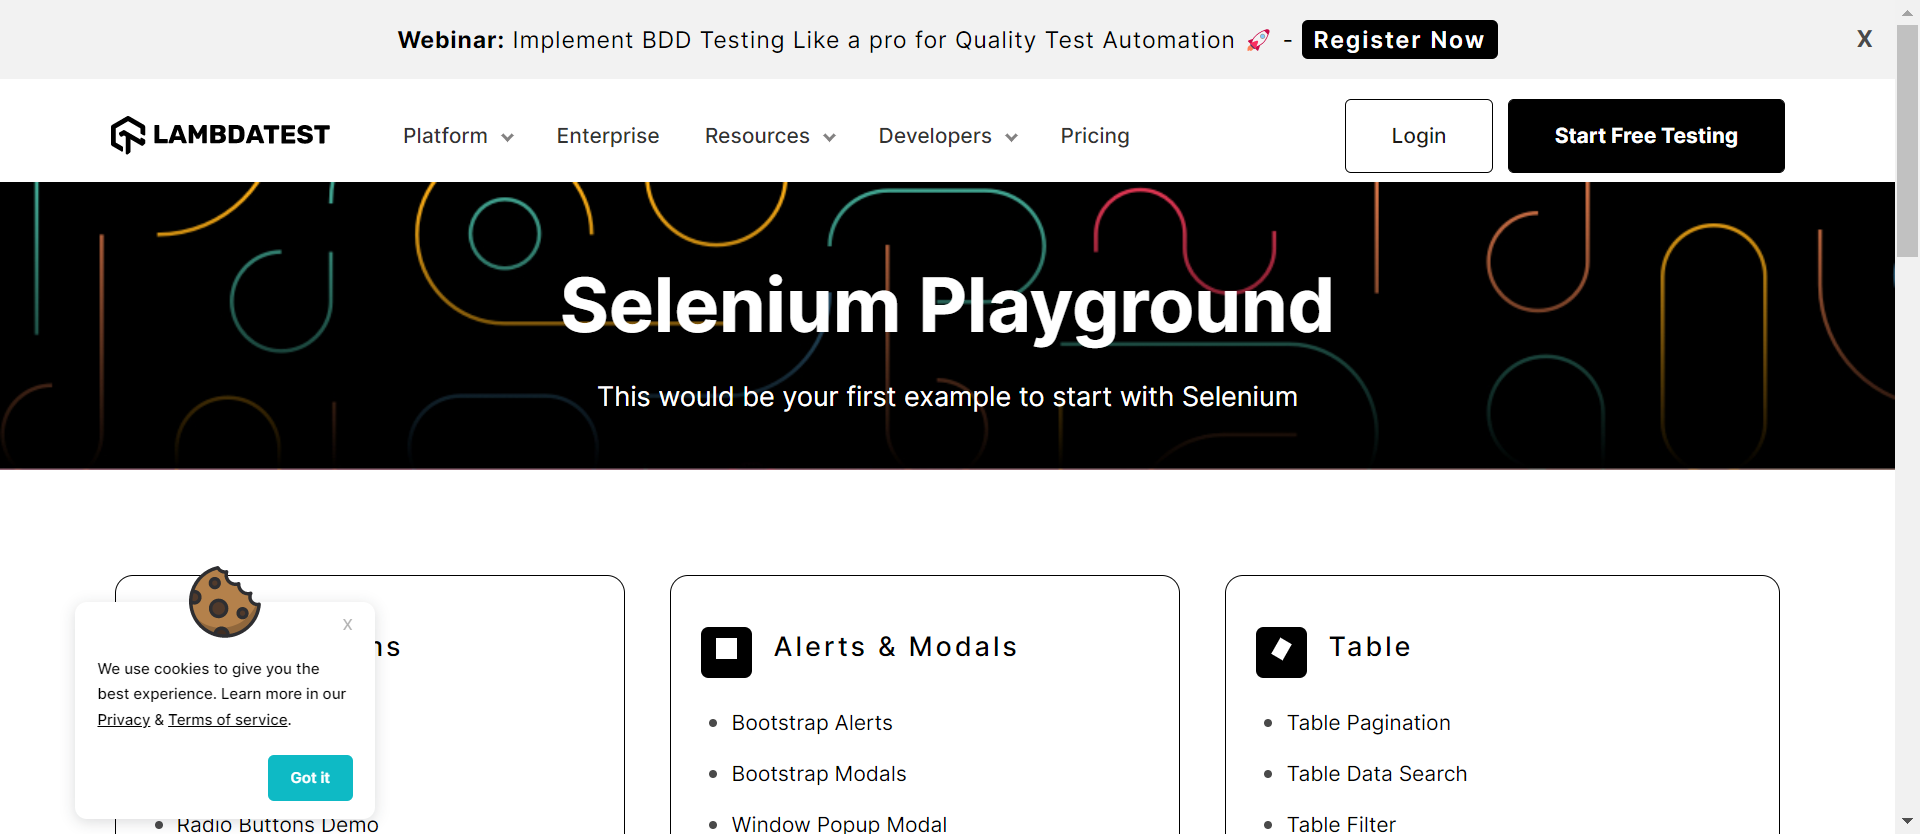 Webinar: Implement BDD Testing Like a pro for Quality Test Automation 🚀 - Register Now X
LAMBDATEST Platform Enterprise Resources Developers Pricing Login Start Free Testing
Selenium Playground
This would be your first example to start with Selenium
X
We use cookies to give you the
best experience. Learn more in our
Privacy & Terms of service.
Got it
Radio Buttons Demo
Alerts & Modals
Bootstrap Alerts
Bootstrap Modals
Window Popup Modal
Table
Table Pagination
Table Data Search
Table Filter